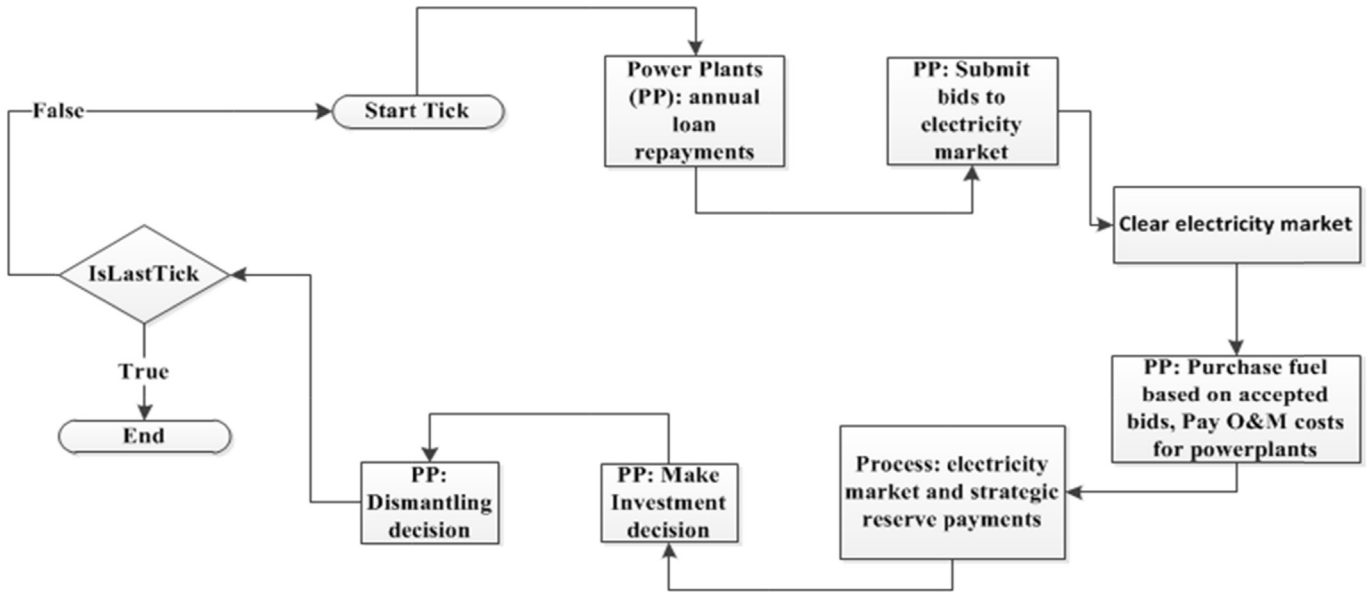 Start Tick
Power Plants
(PP): annual
loan
repayments
PP: Submit
bids to
electricity
market
Clear electricity market
PP: Purchase fuel
based on accepted
bids, Pay O&M costs
for powerplants
Process: electricity
market and strategic
reserve payments
PP: Make
Investment
decision
PP:
Dismantling
decision
IsLastTick
False
True
End